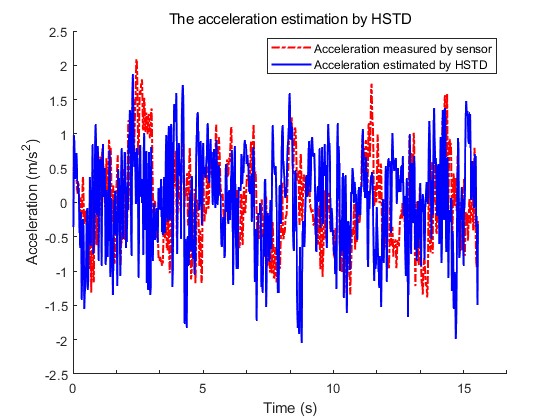 The acceleration estimation by HSTD
Acceleration measured by sensor
Acceleration estimated by HSTD
Acceleration (m/s²)
2.5
2
1.5
1
0.5
0
-0.5
-1
-1.5
-2
-2.5
0 5 10 15
Time (s)